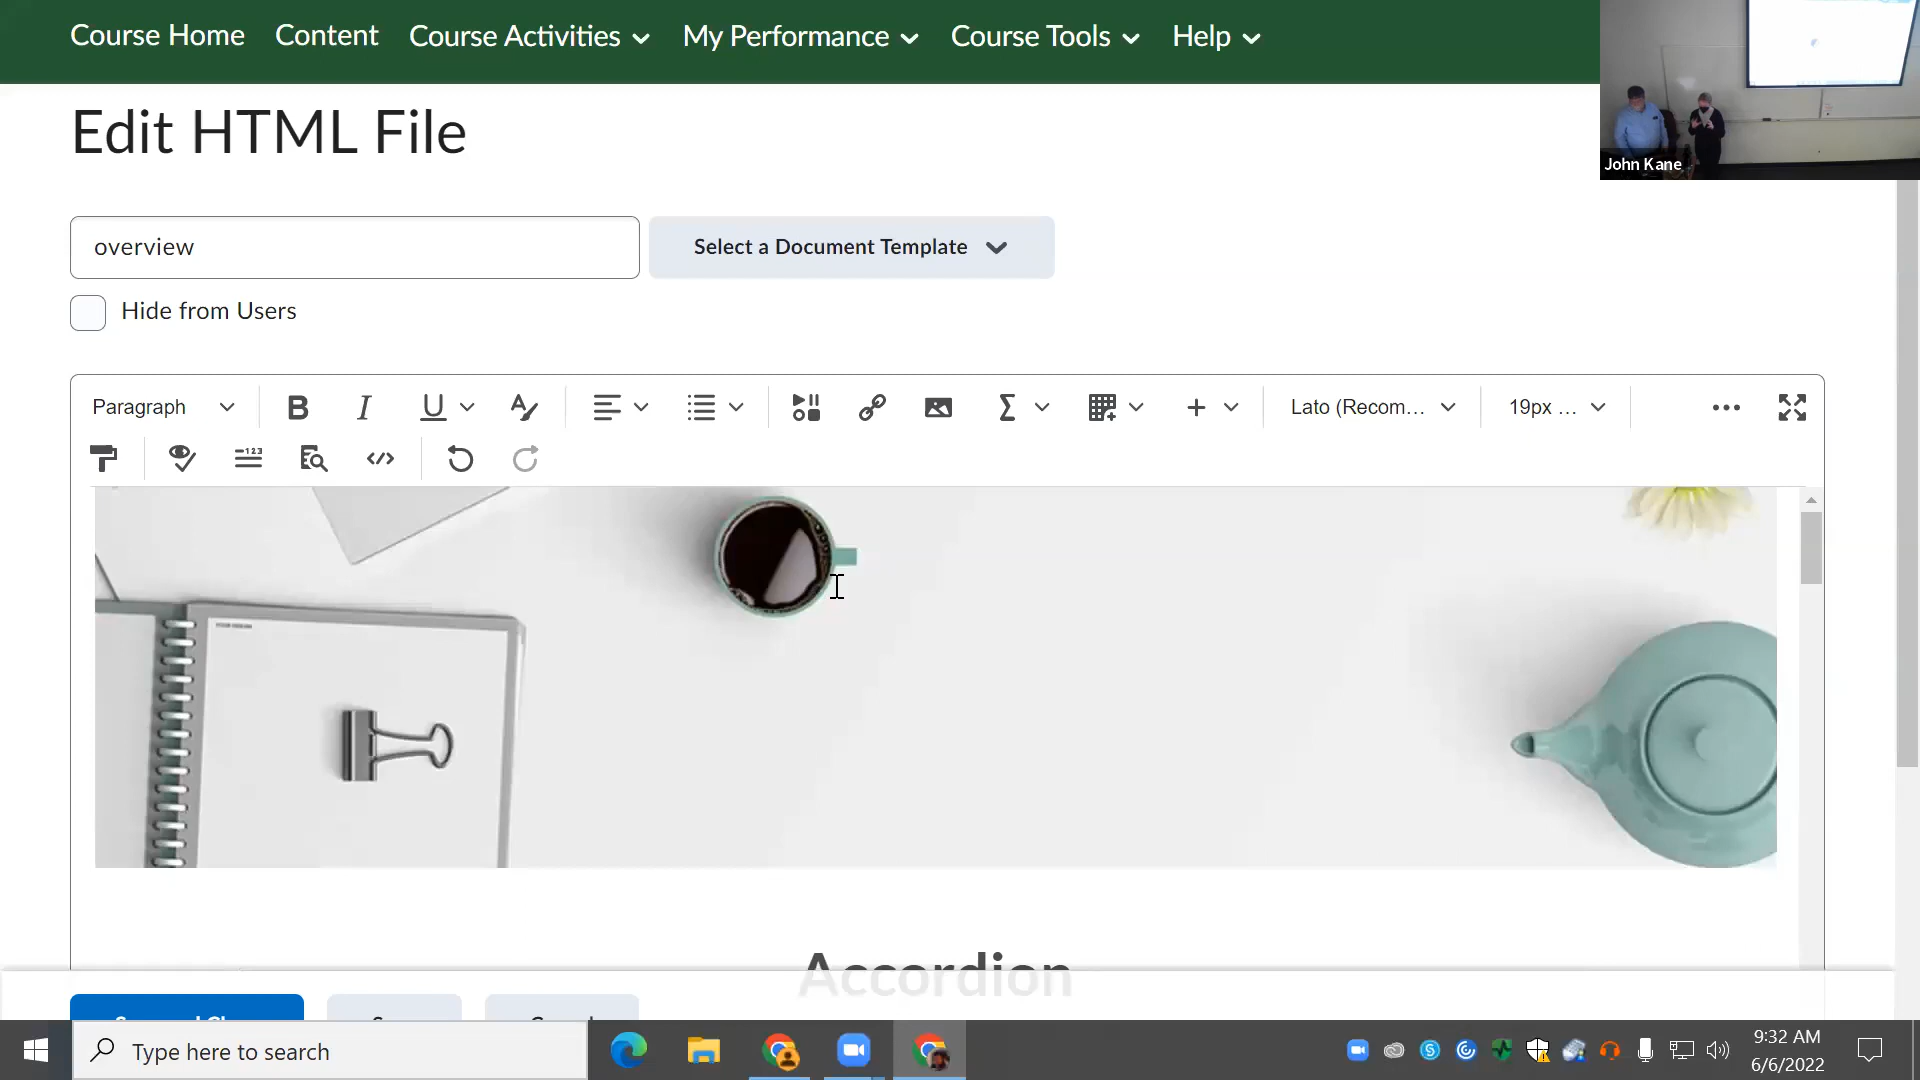 Course Home Content Course Activities My Performance Course Tools Help
John Kane
Edit HTML File
overview
Select a Document Template
Hide from Users
Paragraph
Lato (Recom...
19px ...
Accordion
Type here to search
9:32 AM
6/6/2022